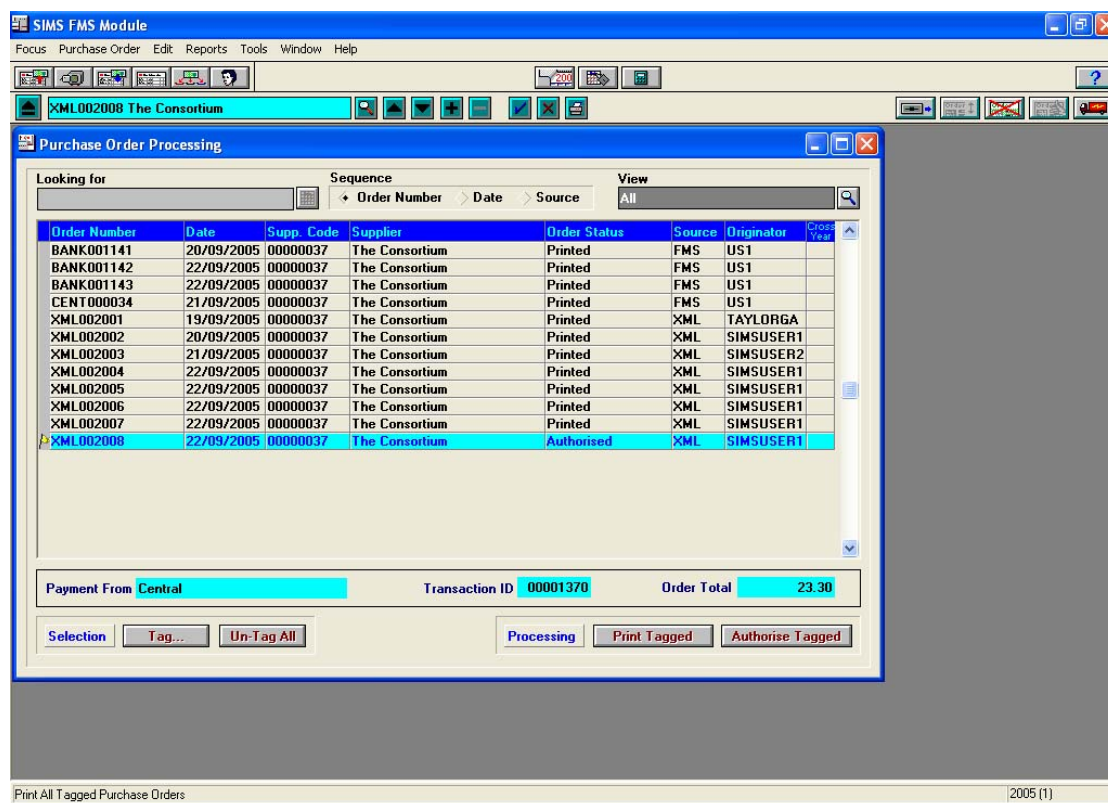 SIMS FMS Module
Focus Purchase Order Edit Reports Tools Window Help
200
?
XML002008 The Consortium
Purchase Order Processing
Looking for Sequence View
Order Number Date Source All
Order Number Date Supp. Code Supplier Order Status Source Originator Cross Year
BANK001141 20/09/2005 00000037 The Consortium Printed FMS US1
BANK001142 22/09/2005 00000037 The Consortium Printed FMS US1
BANK001143 22/09/2005 00000037 The Consortium Printed FMS US1
CENT000034 21/09/2005 00000037 The Consortium Printed FMS US1
XML002001 19/09/2005 00000037 The Consortium Printed XML TAYLORGA
XML002002 20/09/2005 00000037 The Consortium Printed XML SIMSUSER1
XML002003 21/09/2005 00000037 The Consortium Printed XML SIMSUSER2
XML002004 22/09/2005 00000037 The Consortium Printed XML SIMSUSER1
XML002005 22/09/2005 00000037 The Consortium Printed XML SIMSUSER1
XML002006 22/09/2005 00000037 The Consortium Printed XML SIMSUSER1
XML002007 22/09/2005 00000037 The Consortium Printed XML SIMSUSER1
XML002008 22/09/2005 00000037 The Consortium Authorised XML SIMSUSER1
Payment From Central Transaction ID 00001370 Order Total 23.30
Selection Tag... Un-Tag All Processing Print Tagged Authorise Tagged
Print All Tagged Purchase Orders 2005 (1)